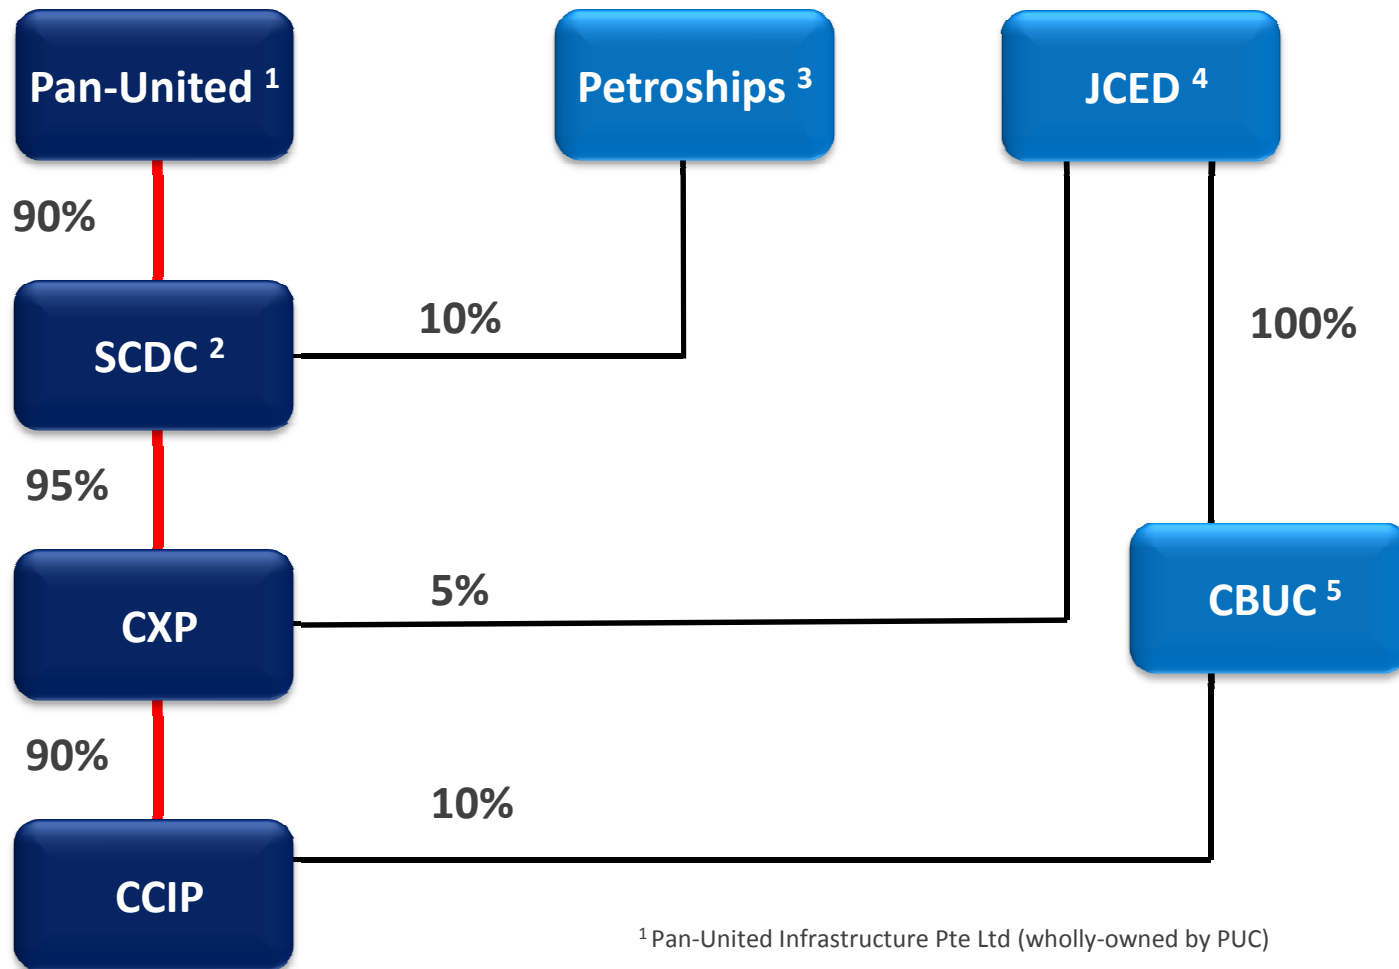 Pan-United ¹
Petroships ³
JCED ⁴
90%
SCDC ²
10%
100%
95%
CXP
5%
CBUC ⁵
90%
10%
CCIP
¹ Pan-United Infrastructure Pte Ltd (wholly-owned by PUC)